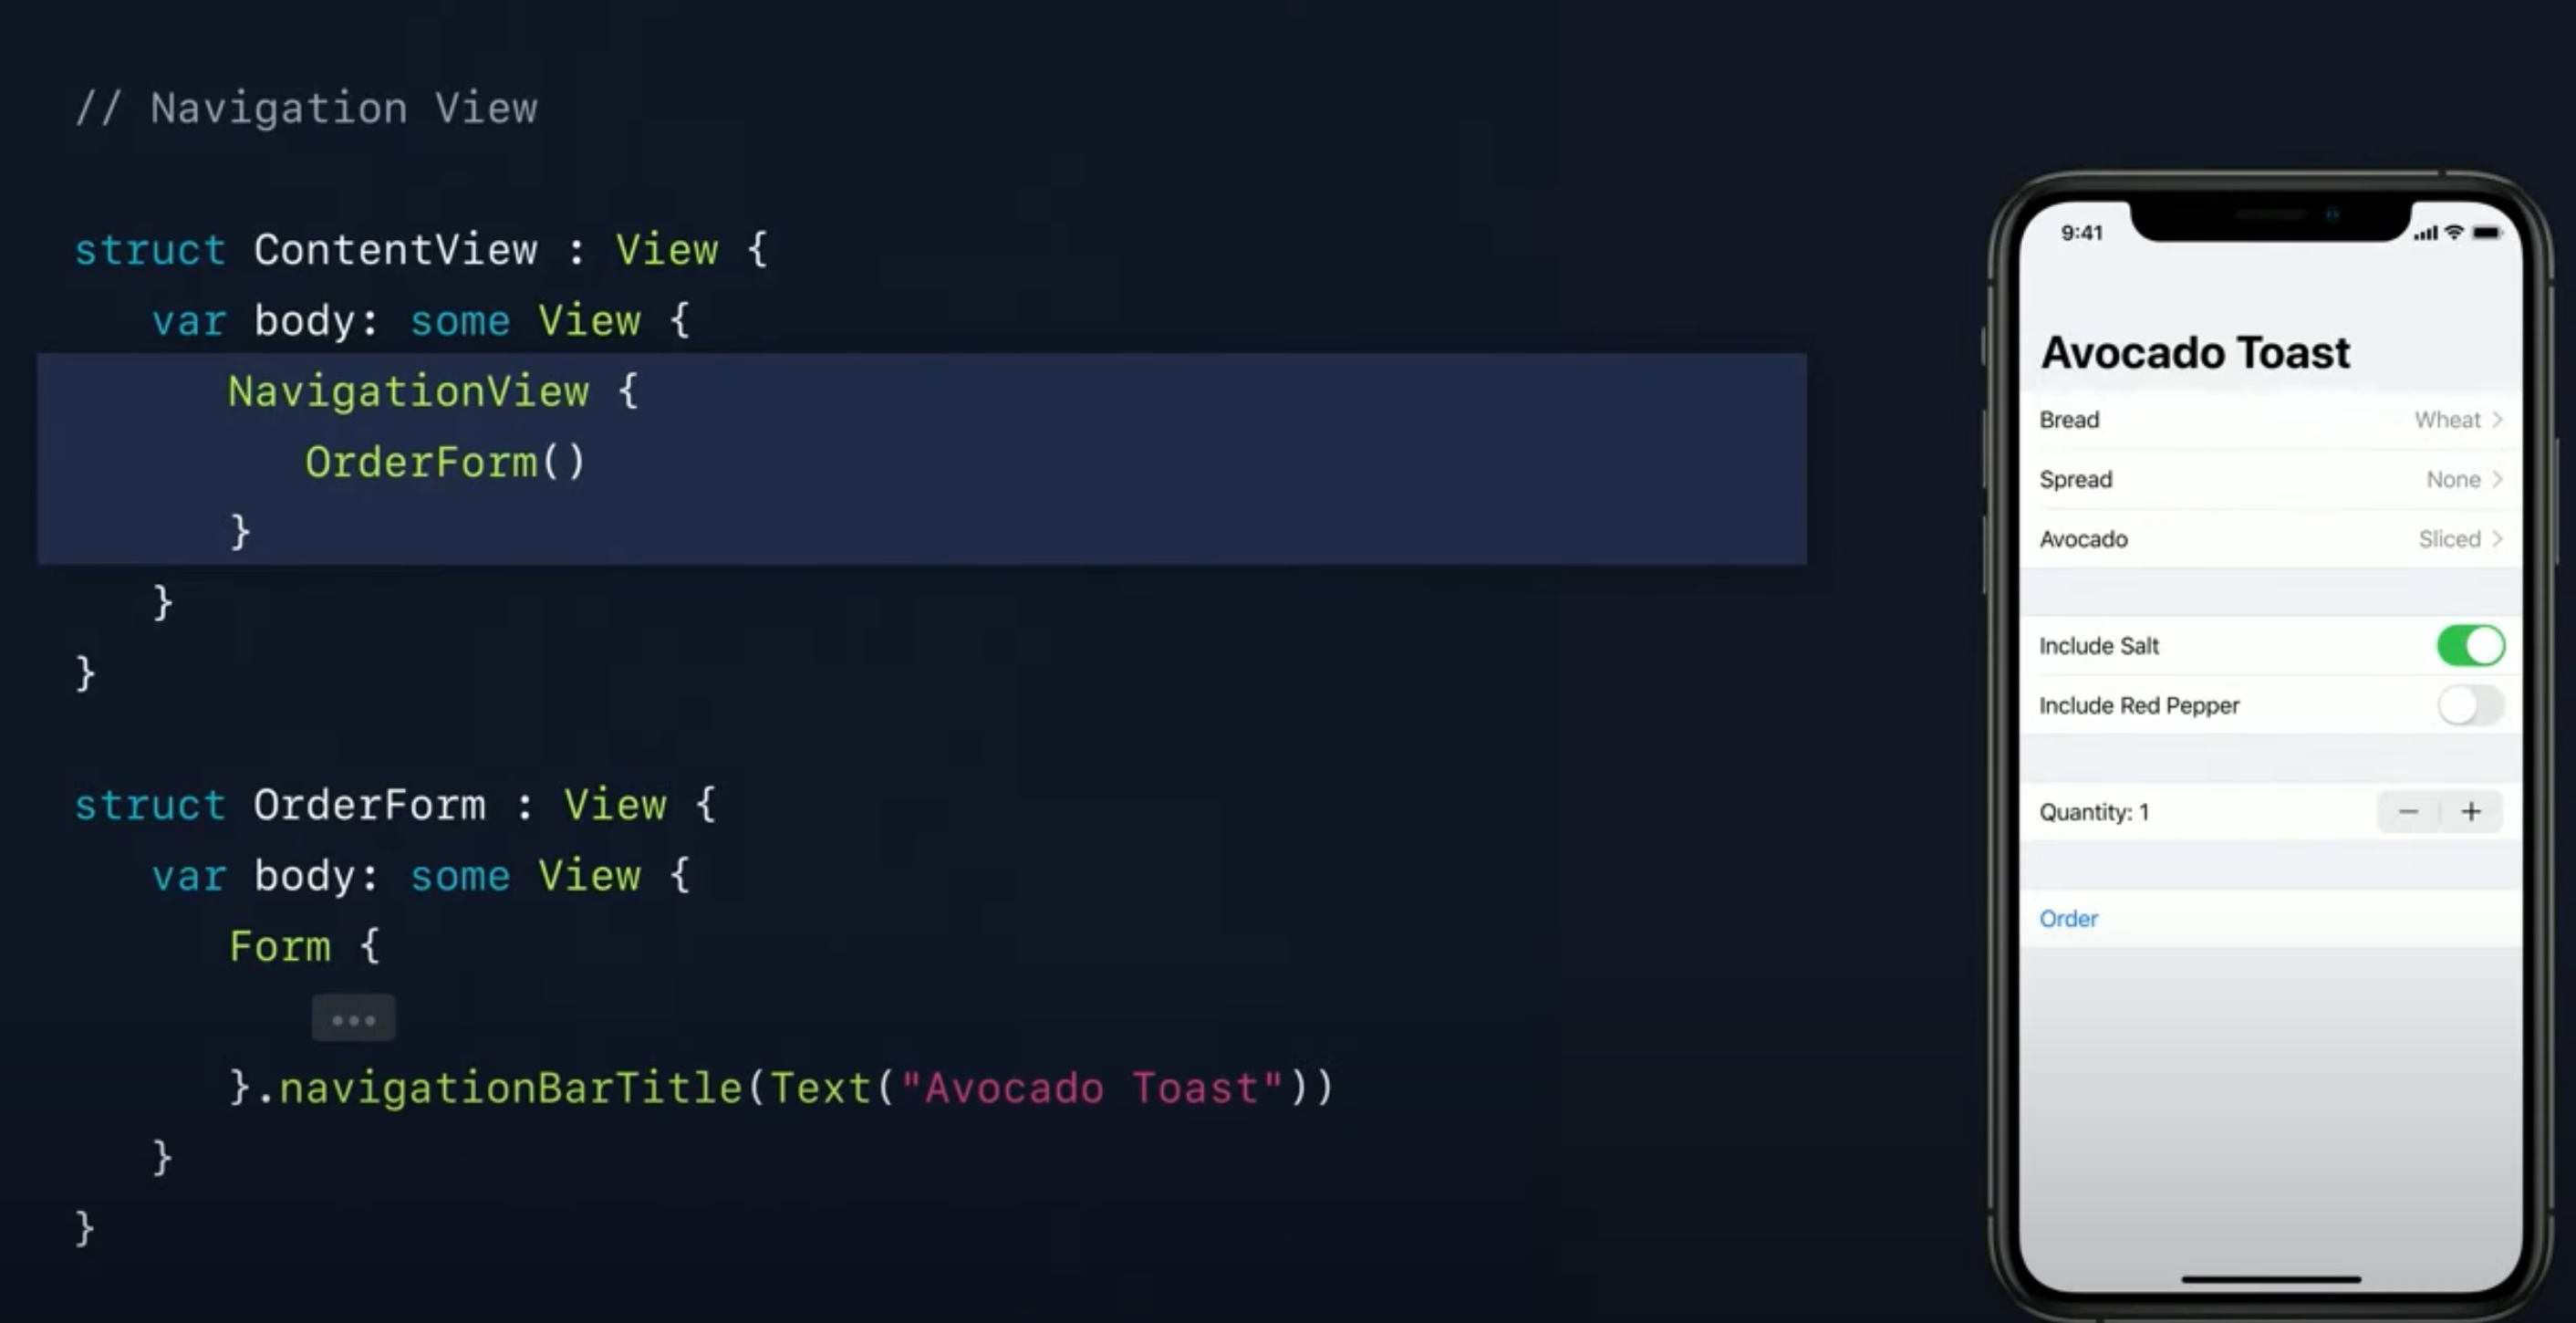 // Navigation View
struct ContentView : View {
var body: some View {
NavigationView {
OrderForm()
}
}
}
struct OrderForm : View {
var body: some View {
Form {
•••
}.navigationBarTitle(Text("Avocado Toast"))
}
}
9:41
Avocado Toast
Bread Wheat >
Spread None >
Avocado Sliced >
Include Salt
Include Red Pepper
Quantity: 1 − +
Order